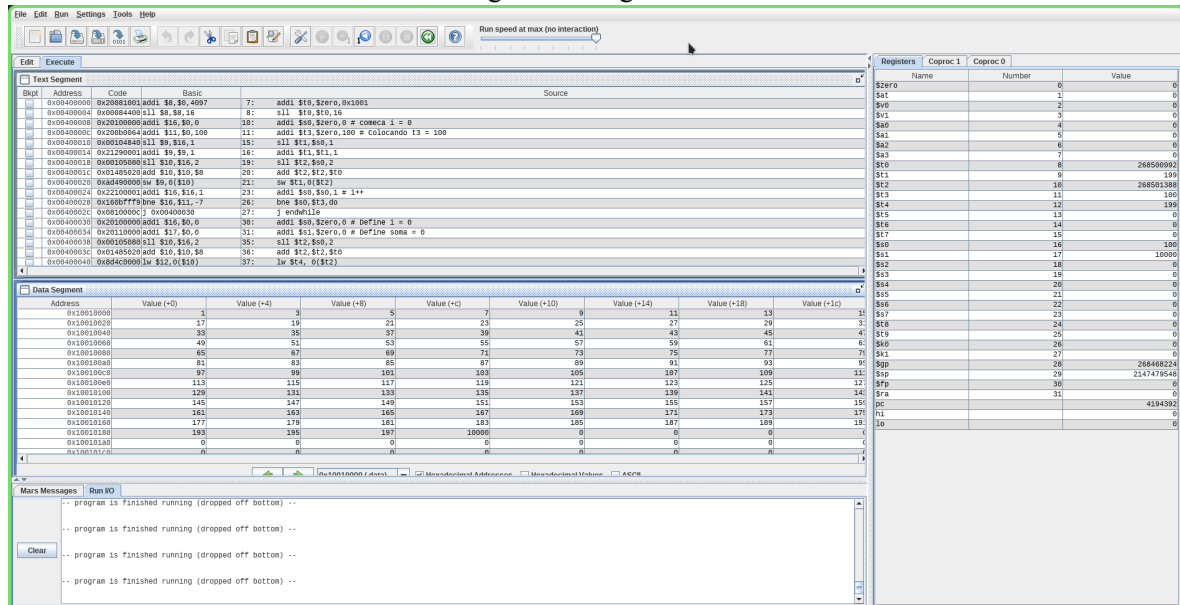 File Edit Run Settings Tools Help
Run speed at max (no interaction)
Edit Execute
Text Segment
Bkpt Address Code Basic Source
0x00400000 0x20081001 addi $8,$0,4097 7: addi $t0,$zero,0x1001
0x00400004 0x00084400 sll $8,$8,16 8: sll $t0,$t0,16
0x00400008 0x20100000 addi $16,$0,0 10: addi $s0,$zero,0 # comeca i = 0
0x0040000c 0x200b0064 addi $11,$0,100 11: addi $t3,$zero,100 # Colocando t3 = 100
0x00400010 0x00104840 sll $9,$16,1 15: sll $t1,$s0,1
0x00400014 0x21290001 addi $9,$9,1 16: addi $t1,$t1,1
0x00400018 0x00105080 sll $10,$16,2 19: sll $t2,$s0,2
0x0040001c 0x01485020 add $10,$10,$8 20: add $t2,$t2,$t0
0x00400020 0xad490000 sw $9,0($10) 21: sw $t1,0($t2)
0x00400024 0x22100001 addi $16,$16,1 23: addi $s0,$s0,1 # i++
0x00400028 0x160bfff9 bne $16,$11,-7 26: bne $s0,$t3,do
0x0040002c 0x0810000c j 0x00400030 27: j endwhile
0x00400030 0x20100000 addi $16,$0,0 30: addi $s0,$zero,0 # Define i = 0
0x00400034 0x20110000 addi $17,$0,0 31: addi $s1,$zero,0 # Define soma = 0
0x00400038 0x00105080 sll $10,$16,2 35: sll $t2,$s0,2
0x0040003c 0x01485020 add $10,$10,$8 36: add $t2,$t2,$t0
0x00400040 0x8d4c0000 lw $12,0($10) 37: lw $t4, 0($t2)
Data Segment
Address Value (+0) Value (+4) Value (+8) Value (+c) Value (+10) Value (+14) Value (+18) Value (+1c)
0x10010000 1 3 5 7 9 11 13
0x10010020 17 19 21 23 25 27 29
0x10010040 33 35 37 39 41 43 45
0x10010060 49 51 53 55 57 59 61
0x10010080 65 67 69 71 73 75 77
0x100100a0 81 83 85 87 89 91 93
0x100100c0 97 99 101 103 105 107 109
0x100100e0 113 115 117 119 121 123 125
0x10010100 129 131 133 135 137 139 141
0x10010120 145 147 149 151 153 155 157
0x10010140 161 163 165 167 169 171 173
0x10010160 177 179 181 183 185 187 189
0x10010180 193 195 197 10000 0 0 0
0x100101a0 0 0 0 0 0 0 0
0x100101c0 0 0 0 0 0 0 0
0x10010000 (.data) Hexadecimal Addresses Hexadecimal Values ASCII
Mars Messages Run I/O
-- program is finished running (dropped off bottom) --
-- program is finished running (dropped off bottom) --
Clear
-- program is finished running (dropped off bottom) --
-- program is finished running (dropped off bottom) --
Registers Coproc 1 Coproc 0
Name Number Value
$zero 0 0
$at 1 0
$v0 2 0
$v1 3 0
$a0 4 0
$a1 5 0
$a2 6 0
$a3 7 0
$t0 8 268500992
$t1 9 199
$t2 10 268501388
$t3 11 100
$t4 12 199
$t5 13 0
$t6 14 0
$t7 15 0
$s0 16 100
$s1 17 10000
$s2 18 0
$s3 19 0
$s4 20 0
$s5 21 0
$s6 22 0
$s7 23 0
$t8 24 0
$t9 25 0
$k0 26 0
$k1 27 0
$gp 28 268468224
$sp 29 2147479548
$fp 30 0
$ra 31 0
pc 4194392
hi 0
lo 0